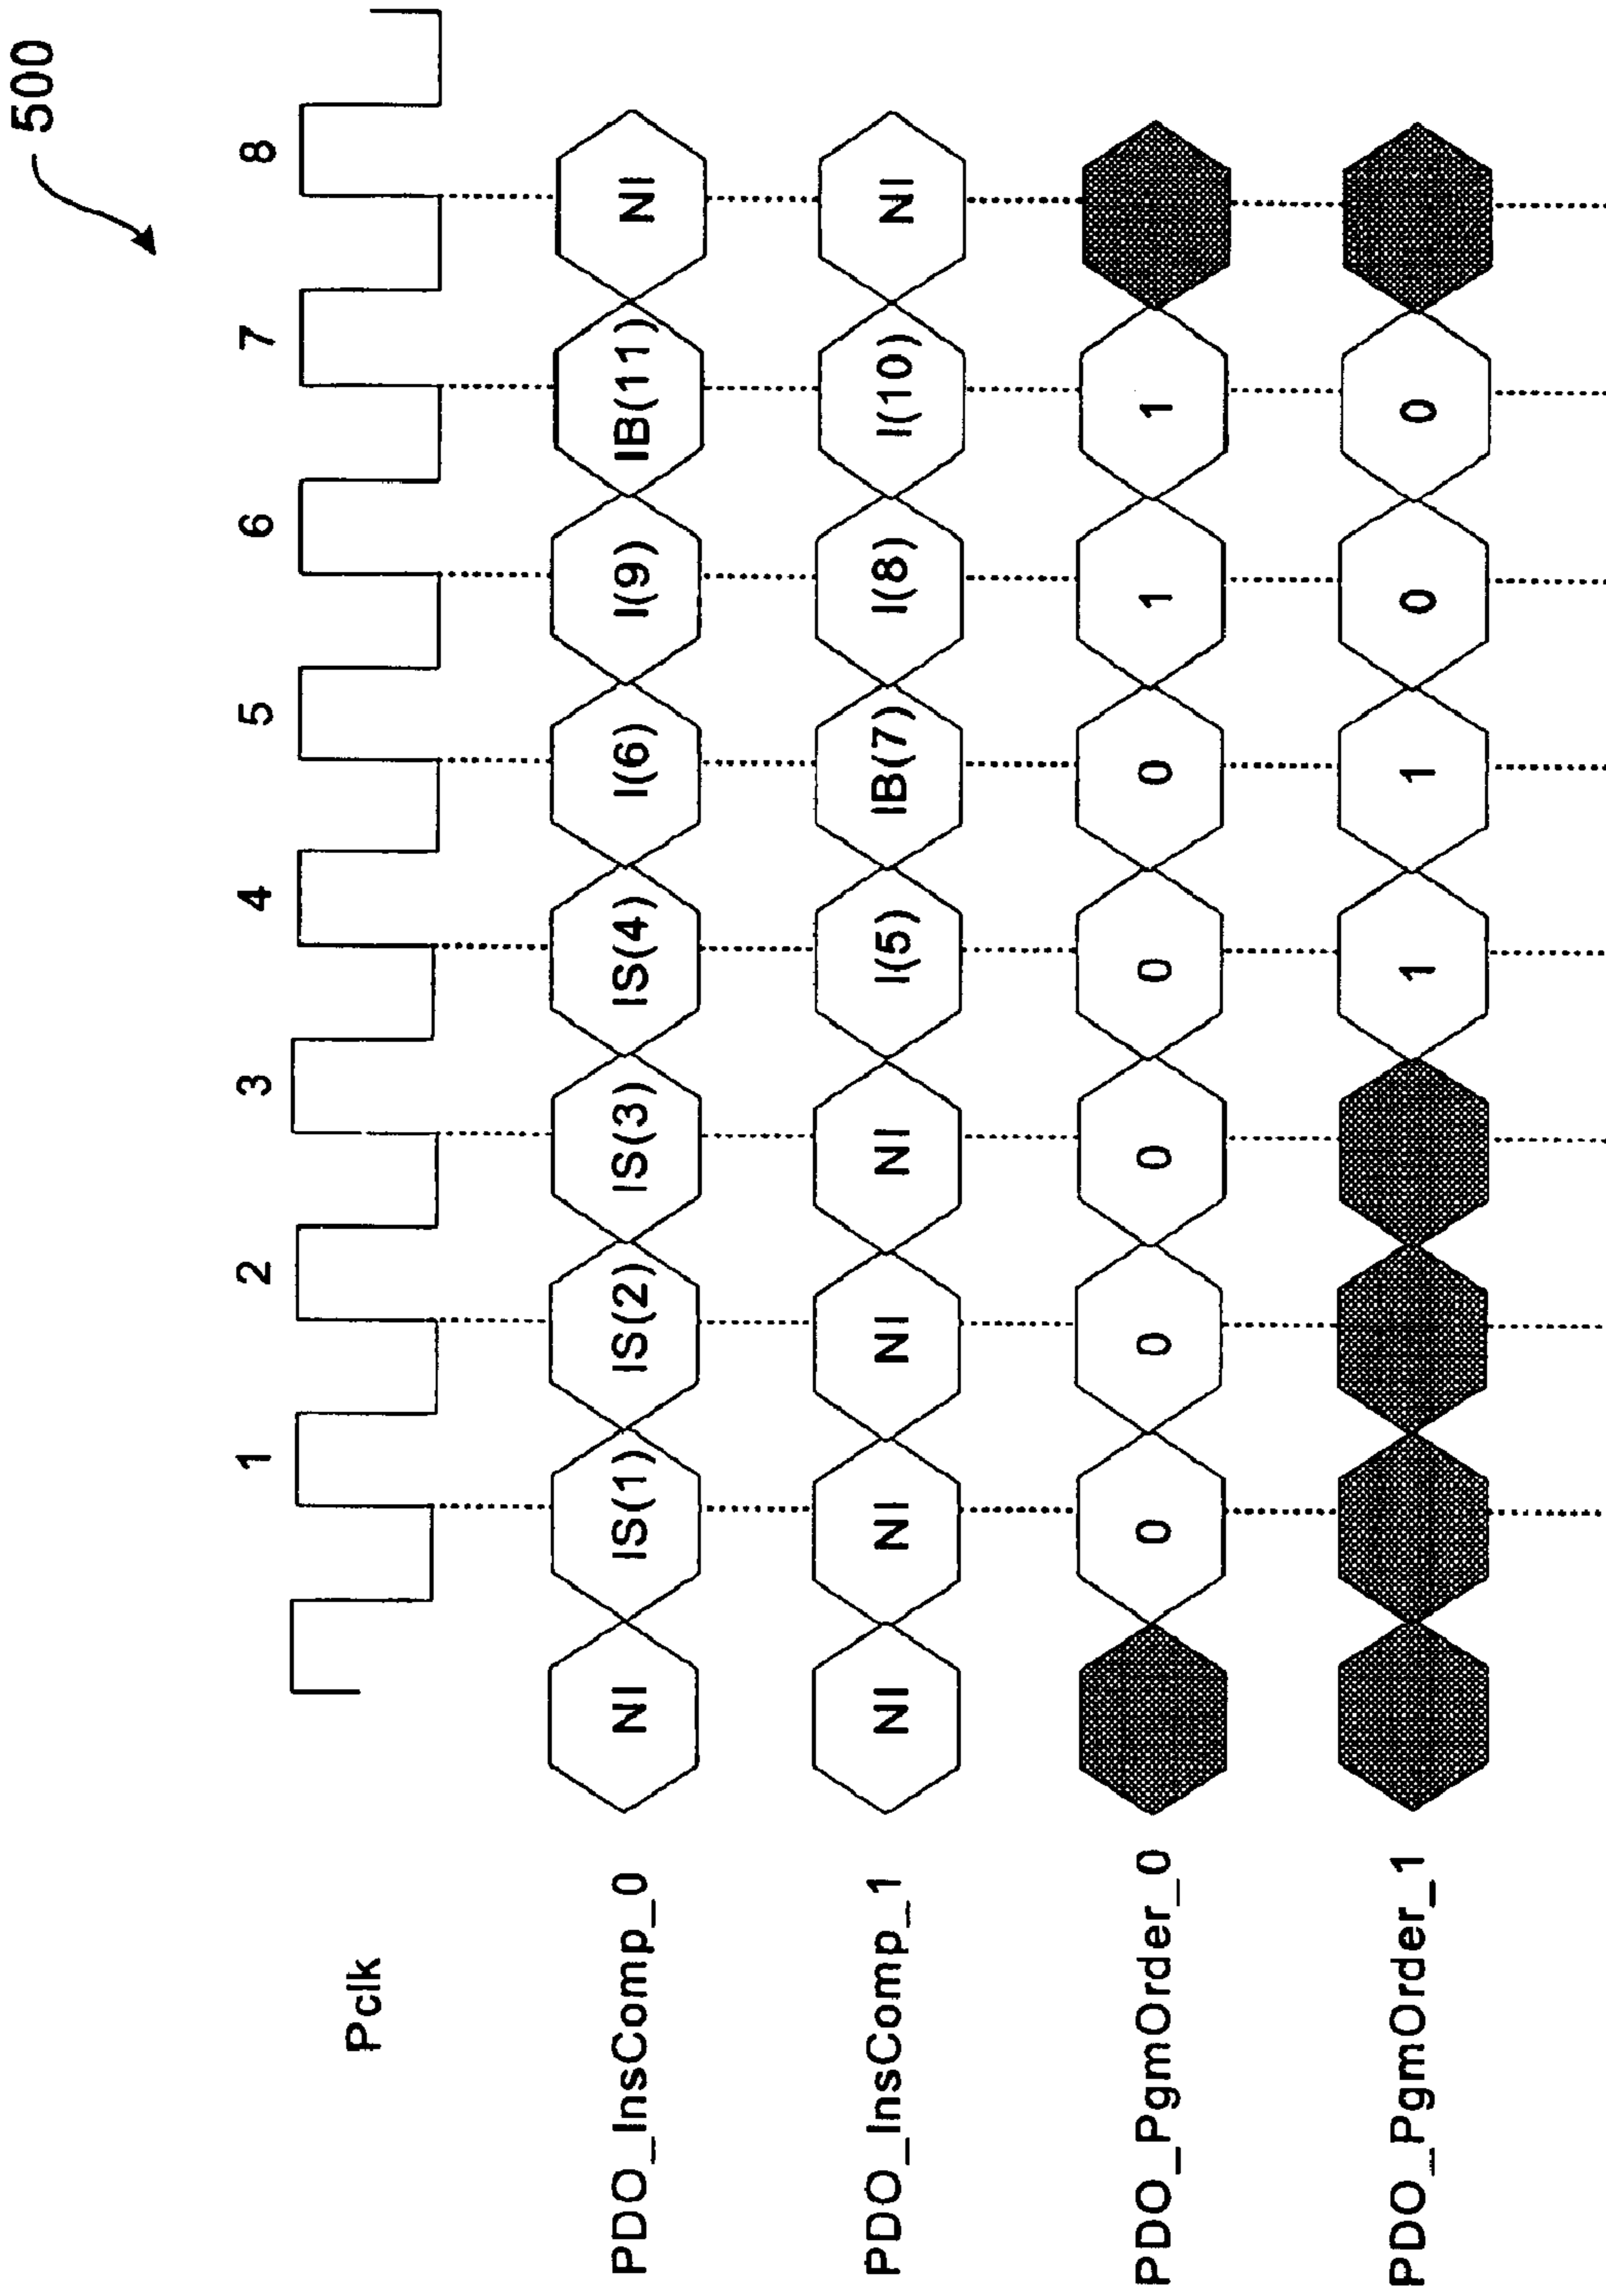 500
1 2 3 4 5 6 7 8
Pclk
PDO_InsComp_0 NI IS(1) IS(2) IS(3) IS(4) I(6) I(9) IB(11) NI
PDO_InsComp_1 NI NI NI NI I(5) IB(7) I(8) I(10) NI
PDO_PgmOrder_0 0 0 0 0 0 1 1
PDO_PgmOrder_1 1 1 0 0